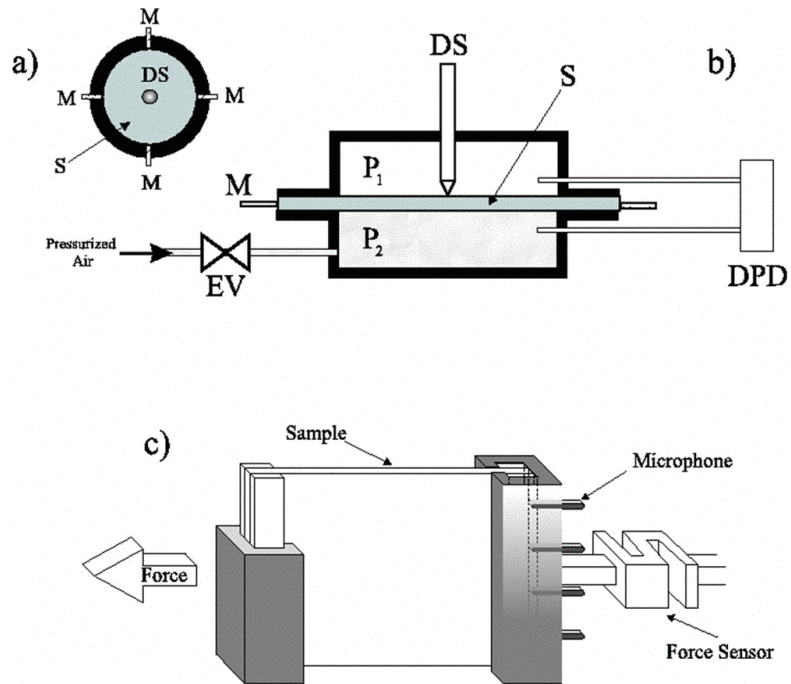 a)
M
DS
M
M
S
M
b)
DS
S
P1
M
P2
Pressurized
Air
EV
DPD
c)
Sample
Microphone
Force
Force Sensor